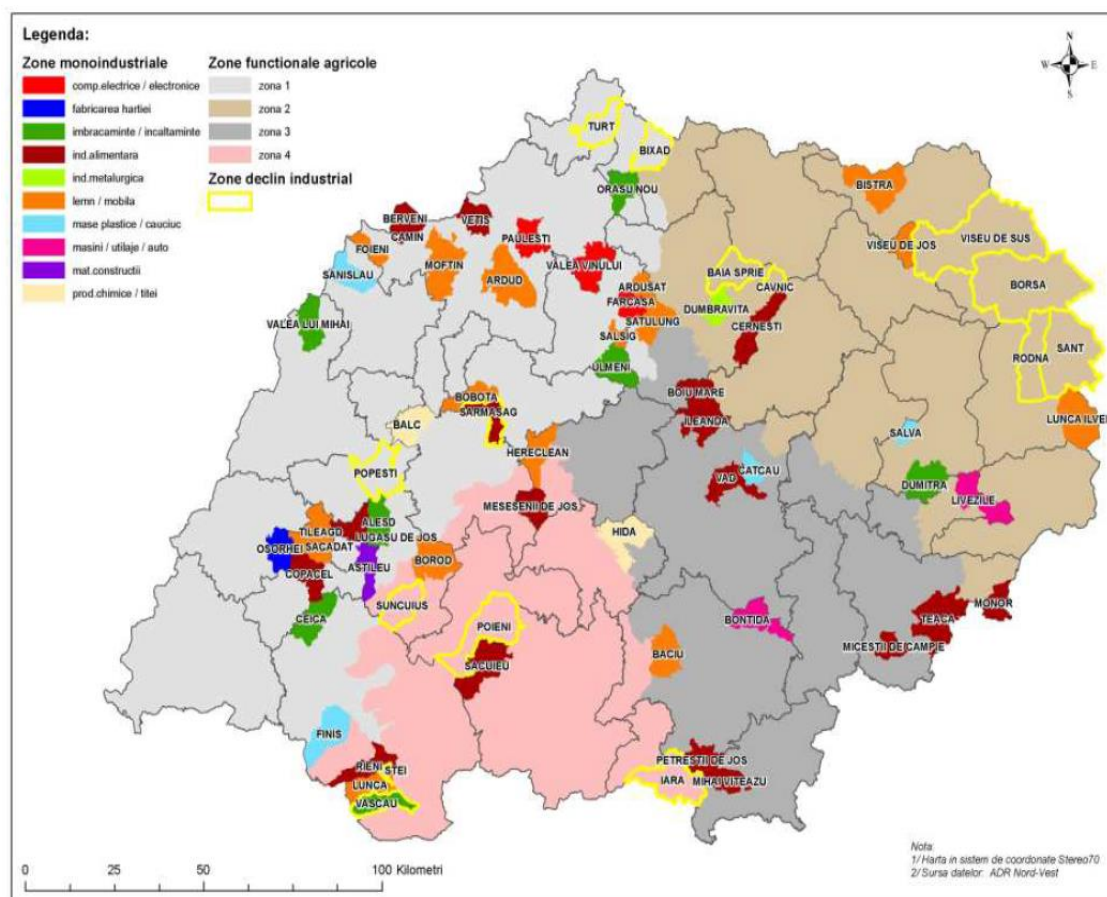 Legenda:
Zone monoindustriale
comp.electrice / electronice
fabricarea hartiei
imbracaminte / incaltaminte
ind.alimentara
ind.metalurgica
lemn / mobila
mase plastice / cauciuc
masini / utilaje / auto
mat.constructii
prod.chimice / titei
Zone functionale agricole
zona 1
zona 2
zona 3
zona 4
Zone declin industrial
N
W E
S
TURT
BIXAD
ORASU NOU
BISTRA
BERVENI
VETIS
CAMIN
PAULESTI
FOIENI
MOFTIN
VISEU DE JOS
VISEU DE SUS
VALEA VINULUI
SANISLAU
ARDUD
BAIA SPRIE
BORSA
ARDUSAT
CAVNIC
FARCASA
DUMBRAVITA
SATULUNG
VALEA LUI MIHAI
CERNESTI
SALSIG
SANT
RODNA
ULMENI
BOIU MARE
BOBOTA
SARMASAG
ILEANDA
LUNCA ILVEI
BALC
SALVA
HERECLEAN
POPESTI
VAD
CATCAU
DUMITRA
LIVEZILE
MESESENII DE JOS
ALESD
TILEAGD
LUGASU DE JOS
HIDA
OSORHEI
SACADAT
BOROD
COPACEL
ASTILEU
SUNCUIUS
CEICA
POIENI
BONTIDA
MONOR
TEACA
MICESTII DE CAMPIE
SACUIEU
BACIU
FINIS
PETRESTII DE JOS
RIENI
STEI
IARA
MIHAI VITEAZU
LUNCA
VASCAU
0 25 50 100 Kilometri
Nota:
1/ Harta in sistem de coordonate Stereo70
2/ Sursa datelor: ADR Nord-Vest